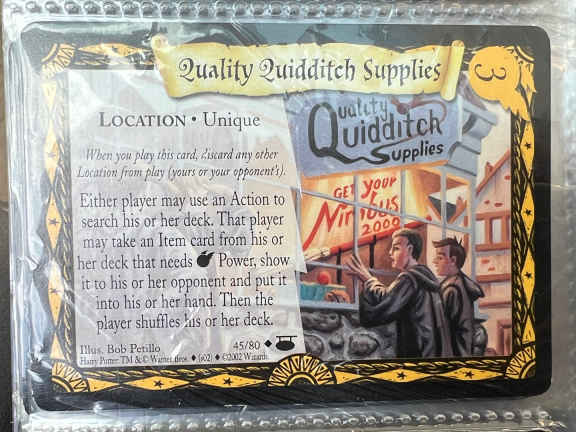 Quality Quidditch Supplies
3
LOCATION • Unique
When you play this card, discard any other
Location from play (yours or your opponent's).
Either player may use an Action to
search his or her deck. That player
may take an Item card from his or
her deck that needs Power, show
it to his or her opponent and put it
into his or her hand. Then the
player shuffles his or her deck.
Illus. Bob Petillo
45/80
Harry Potter TM & © Warner Bros. ♦ (s02) ♦ ©2002 Wizards.
Quality
Quidditch
Supplies
GET YOUR
Nimbus
2000